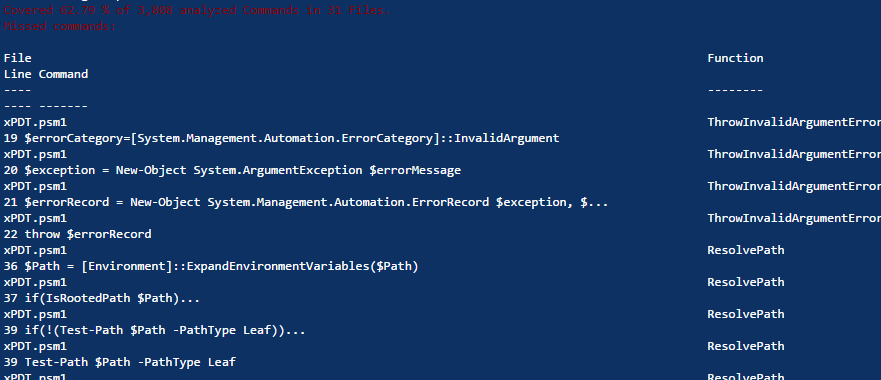 Covered 62.79 % of 1,808 analyzed Commands in 31 Files.
Missed commands:
File Function
Line Command
---- --------
---- -------
xPDT.psm1 ThrowInvalidArgumentError
19 $errorCategory=[System.Management.Automation.ErrorCategory]::InvalidArgument
xPDT.psm1 ThrowInvalidArgumentError
20 $exception = New-Object System.ArgumentException $errorMessage
xPDT.psm1 ThrowInvalidArgumentError
21 $errorRecord = New-Object System.Management.Automation.ErrorRecord $exception, $...
xPDT.psm1 ThrowInvalidArgumentError
22 throw $errorRecord
xPDT.psm1 ResolvePath
36 $Path = [Environment]::ExpandEnvironmentVariables($Path)
xPDT.psm1 ResolvePath
37 if(IsRootedPath $Path)...
xPDT.psm1 ResolvePath
39 if(!(Test-Path $Path -PathType Leaf))...
xPDT.psm1 ResolvePath
39 Test-Path $Path -PathType Leaf
xPDT.psm1 ResolvePath